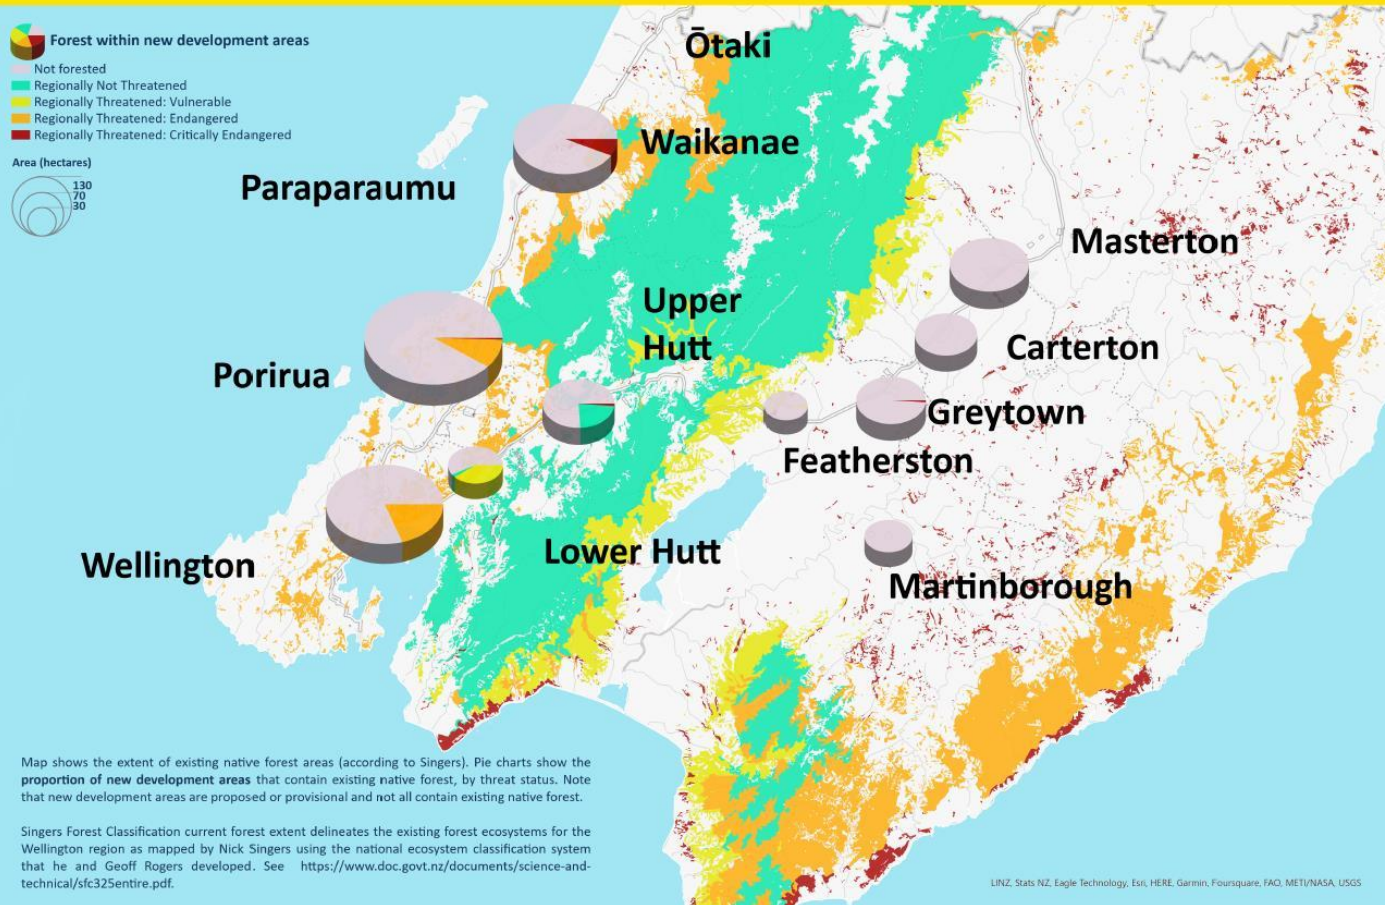 Forest within new development areas
Not forested
Regionally Not Threatened
Regionally Threatened: Vulnerable
Regionally Threatened: Endangered
Regionally Threatened: Critically Endangered
Area (hectares)
130
70
30
Ōtaki
Waikanae
Paraparaumu
Masterton
Upper
Hutt
Carterton
Porirua
Greytown
Featherston
Lower Hutt
Wellington
Martinborough
Map shows the extent of existing native forest areas (according to Singers). Pie charts show the
proportion of new development areas that contain existing native forest, by threat status. Note
that new development areas are proposed or provisional and not all contain existing native forest.
Singers Forest Classification current forest extent delineates the existing forest ecosystems for the
Wellington region as mapped by Nick Singers using the national ecosystem classification system
that he and Geoff Rogers developed. See https://www.doc.govt.nz/documents/science-and-
technical/sfc325entire.pdf.
LINZ, Stats NZ, Eagle Technology, Esri, HERE, Garmin, Foursquare, FAO, METI/NASA, USGS